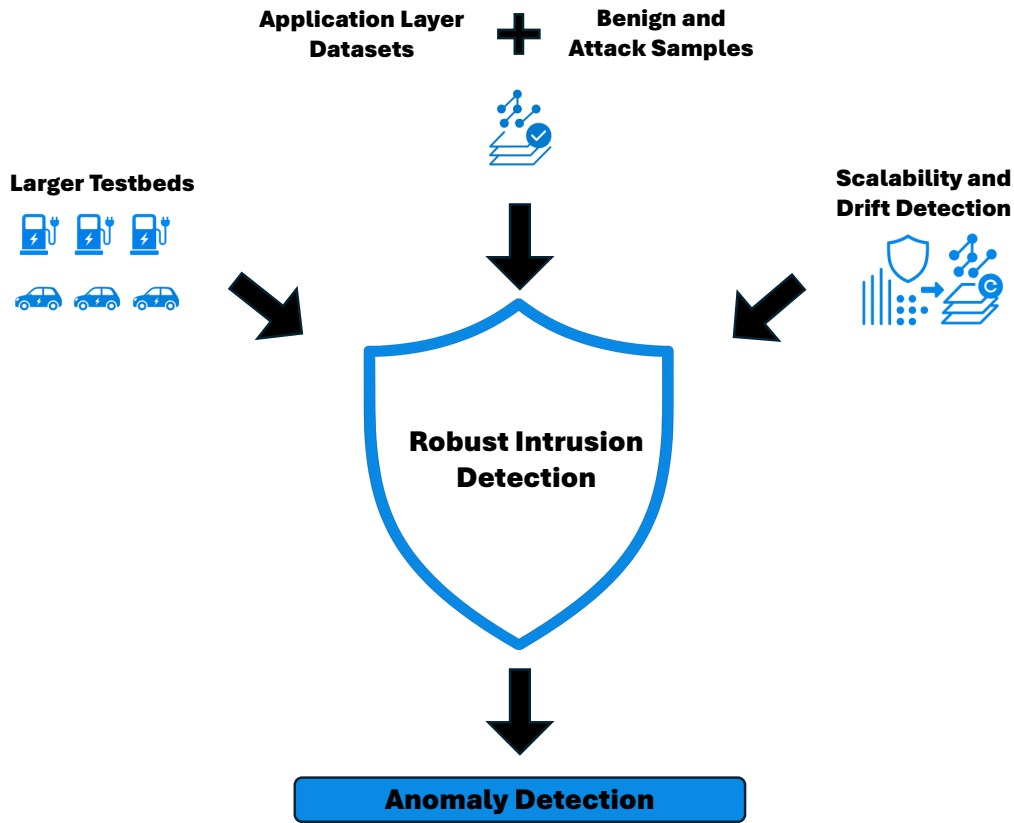 Application Layer
Datasets
Benign and
Attack Samples
Larger Testbeds
Scalability and
Drift Detection
Robust Intrusion
Detection
Anomaly Detection